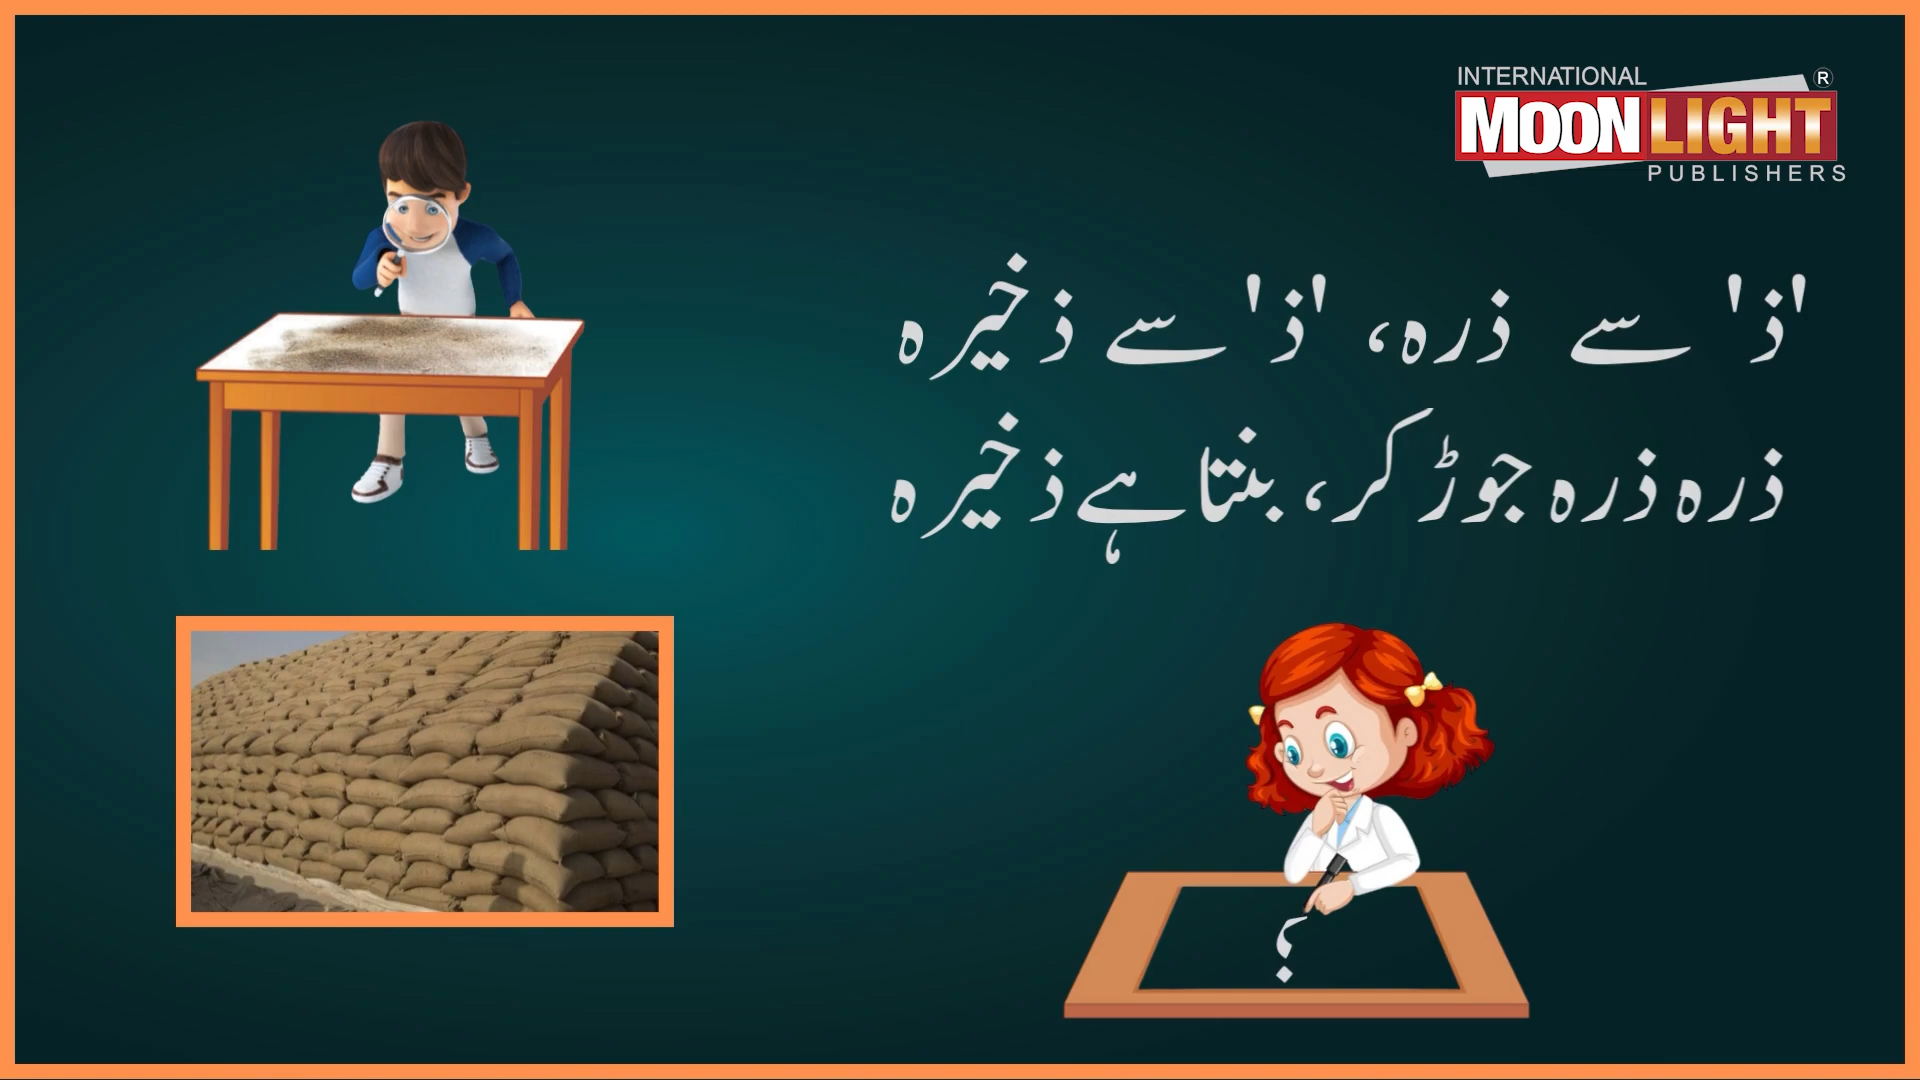 INTERNATIONAL
®
MOONLIGHT
PUBLISHERS
'ذ' سے ذرہ، 'ذ' سے ذخیرہ
ذرہ ذرہ جوڑ کر، بنتا ہے ذخیرہ
؟